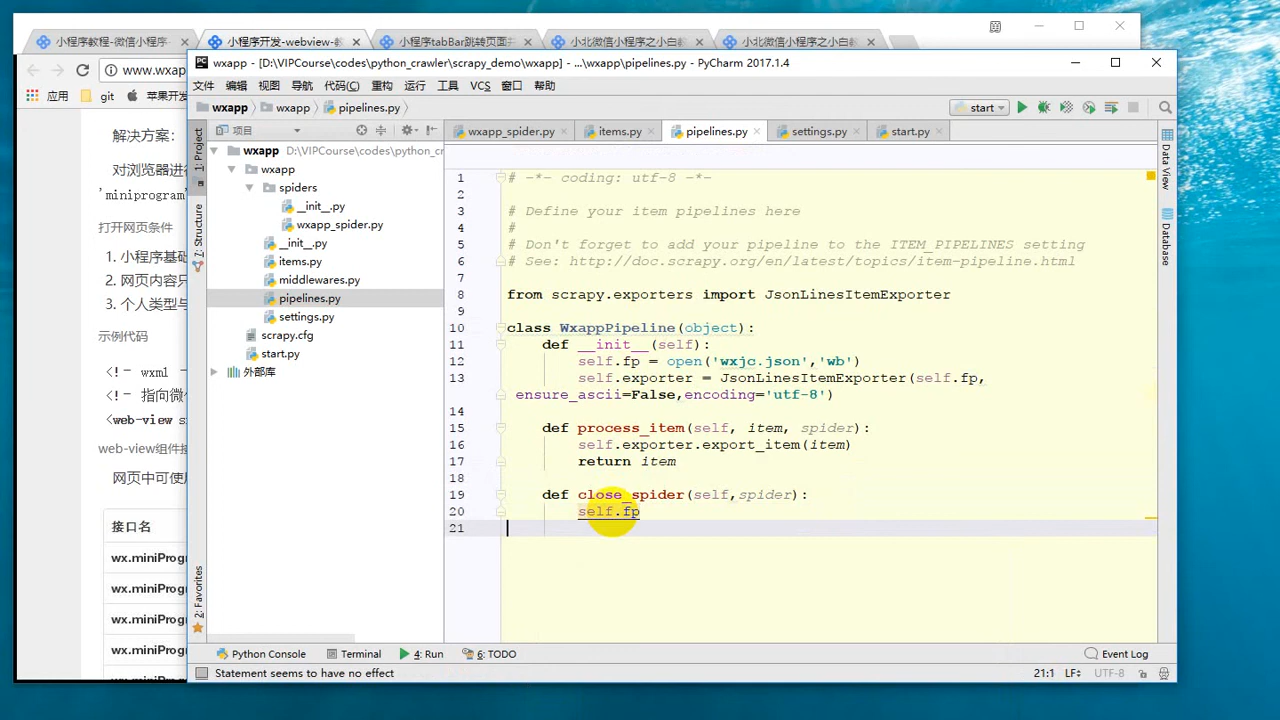 小程序教程-微信小程序-
小程序开发-webview-教
小程序tabBar跳转页面并
小北微信小程序之小白教
小北微信小程序之小白教
www.wxap
应用
git
苹果开发
解决方案:
对浏览器进行
'miniprogram'
打开网页条件
1. 小程序基础
2. 网页内容只
3. 个人类型与
示例代码
<!-- wxml -
<!-- 指向微信
<web-view s
web-view组件接
网页中可使用
接口名
wx.miniProgr
wx.miniProgr
wx.miniProgr
wx.miniProgr
wxapp - [D:\VIPCourse\codes\python_crawler\scrapy_demo\wxapp] - ...\wxapp\pipelines.py - PyCharm 2017.1.4
文件 编辑 视图 导航 代码(C) 重构 运行 工具 VCS 窗口 帮助
wxapp wxapp pipelines.py
start
项目
wxapp_spider.py items.py pipelines.py settings.py start.py
1: Project
Z: Structure
2: Favorites
wxapp D:\VIPCourse\codes\python_cr
wxapp
spiders
__init__.py
wxapp_spider.py
__init__.py
items.py
middlewares.py
pipelines.py
settings.py
scrapy.cfg
start.py
外部库
1 # -*- coding: utf-8 -*-
2
3 # Define your item pipelines here
4 #
5 # Don't forget to add your pipeline to the ITEM_PIPELINES setting
6 # See: http://doc.scrapy.org/en/latest/topics/item-pipeline.html
7
8 from scrapy.exporters import JsonLinesItemExporter
9
10 class WxappPipeline(object):
11 def __init__(self):
12 self.fp = open('wxjc.json','wb')
13 self.exporter = JsonLinesItemExporter(self.fp,
ensure_ascii=False,encoding='utf-8')
14
15 def process_item(self, item, spider):
16 self.exporter.export_item(item)
17 return item
18
19 def close_spider(self,spider):
20 self.fp
21
Data View
Database
Python Console Terminal 4: Run 6: TODO
Event Log
Statement seems to have no effect
21:1 LF UTF-8